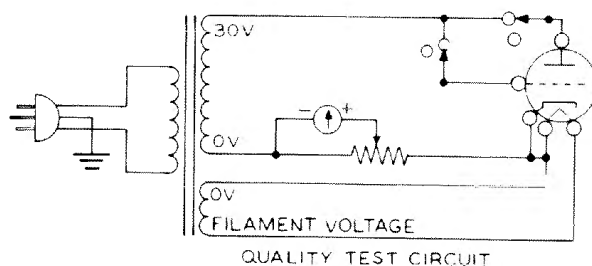 30V
- +
0V
0V
FILAMENT VOLTAGE
QUALITY TEST CIRCUIT